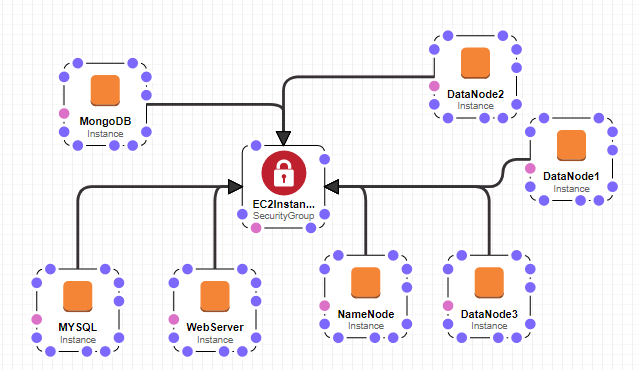 DataNode2
Instance
MongoDB
Instance
DataNode1
Instance
EC2Instan...
SecurityGroup
MYSQL
Instance
WebServer
Instance
NameNode
Instance
DataNode3
Instance